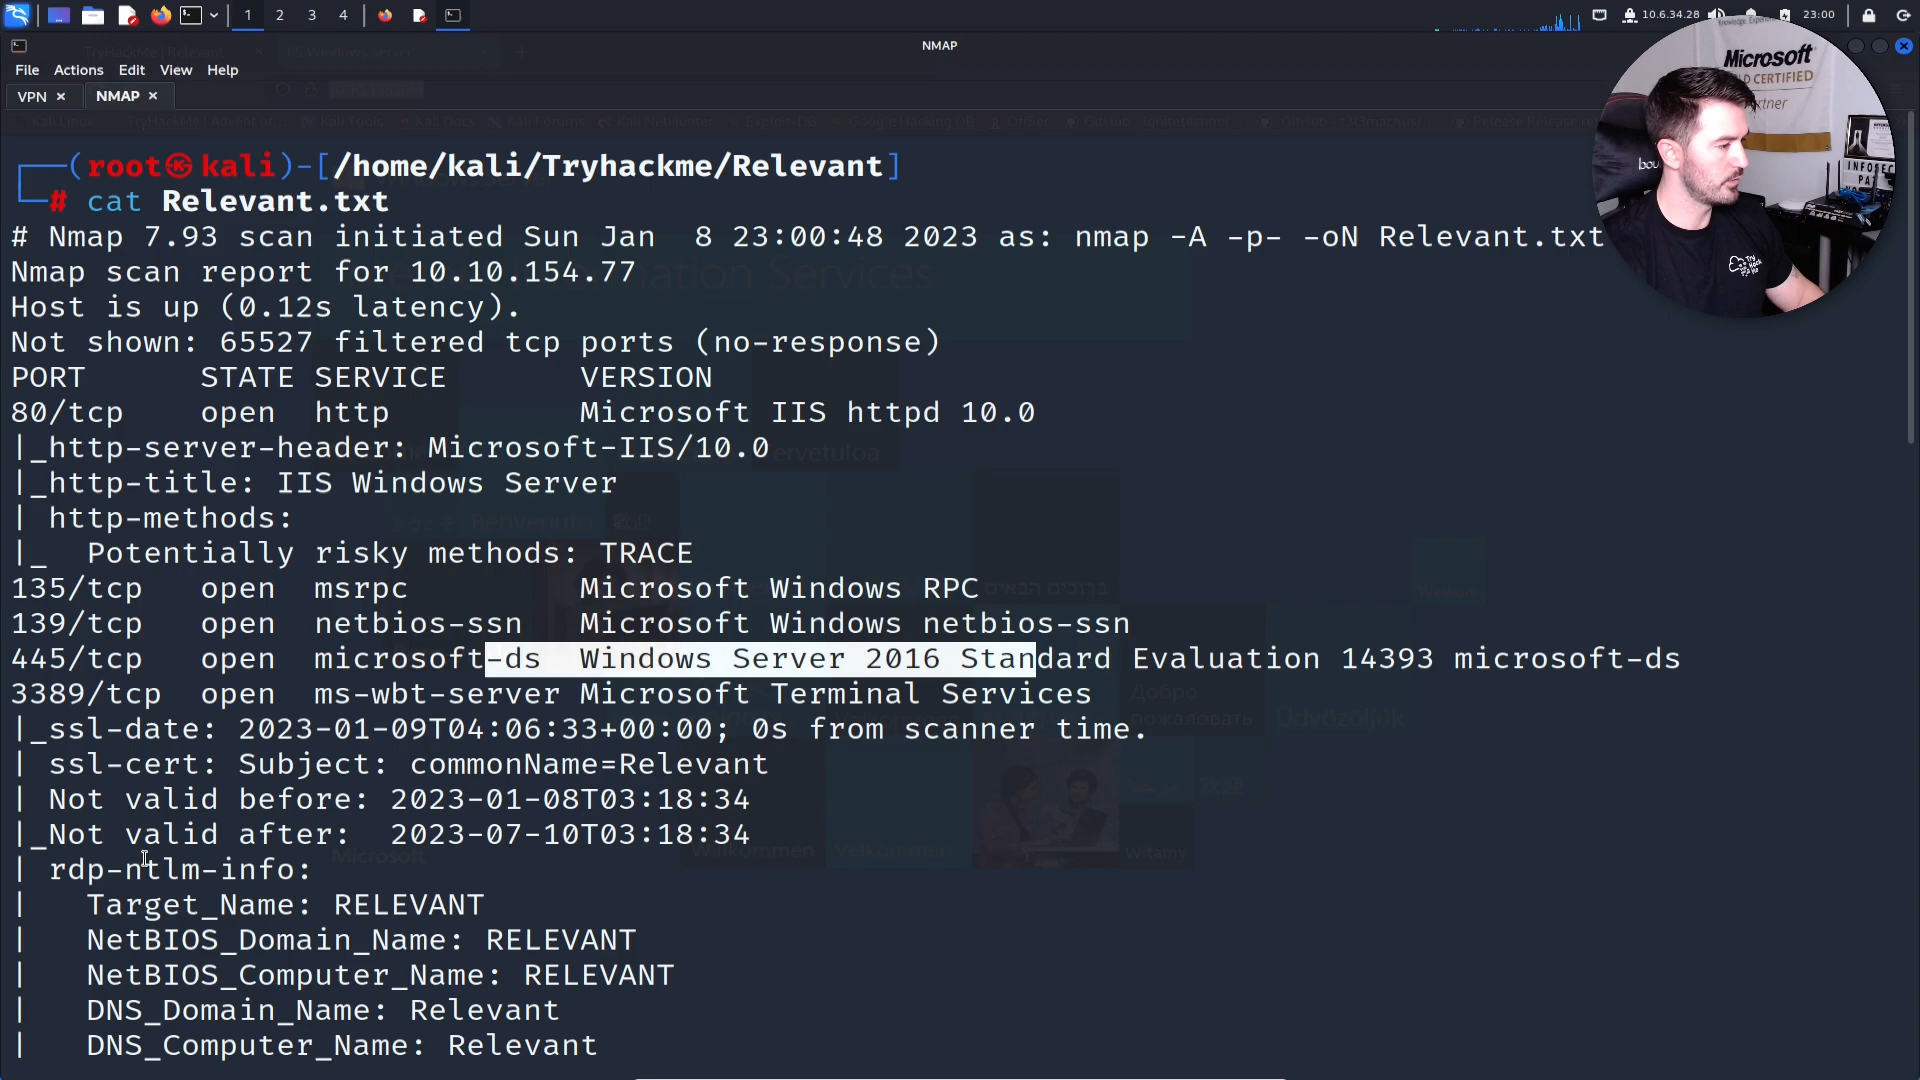 1 2 3 4
10.6.34.28
23:00
NMAP
File Actions Edit View Help
VPN × NMAP ×
┌──(root㉿kali)-[/home/kali/Tryhackme/Relevant]
└─# cat Relevant.txt
# Nmap 7.93 scan initiated Sun Jan  8 23:00:48 2023 as: nmap -A -p- -oN Relevant.txt
Nmap scan report for 10.10.154.77
Host is up (0.12s latency).
Not shown: 65527 filtered tcp ports (no-response)
PORT      STATE SERVICE       VERSION
80/tcp    open  http          Microsoft IIS httpd 10.0
|_http-server-header: Microsoft-IIS/10.0
|_http-title: IIS Windows Server
| http-methods:
|_  Potentially risky methods: TRACE
135/tcp   open  msrpc         Microsoft Windows RPC
139/tcp   open  netbios-ssn   Microsoft Windows netbios-ssn
445/tcp   open  microsoft-ds  Windows Server 2016 Standard Evaluation 14393 microsoft-ds
3389/tcp  open  ms-wbt-server Microsoft Terminal Services
|_ssl-date: 2023-01-09T04:06:33+00:00; 0s from scanner time.
| ssl-cert: Subject: commonName=Relevant
| Not valid before: 2023-01-08T03:18:34
|_Not valid after:  2023-07-10T03:18:34
| rdp-ntlm-info:
|   Target_Name: RELEVANT
|   NetBIOS_Domain_Name: RELEVANT
|   NetBIOS_Computer_Name: RELEVANT
|   DNS_Domain_Name: Relevant
|   DNS_Computer_Name: Relevant
Microsoft
CERTIFIED